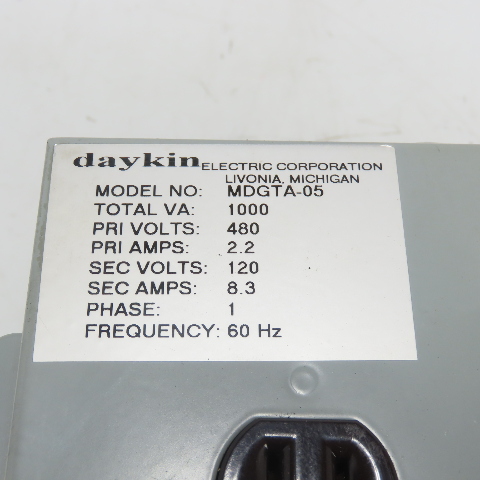 daykin ELECTRIC CORPORATION
LIVONIA, MICHIGAN
MODEL NO: MDGTA-05
TOTAL VA: 1000
PRI VOLTS: 480
PRI AMPS: 2.2
SEC VOLTS: 120
SEC AMPS: 8.3
PHASE: 1
FREQUENCY: 60 Hz